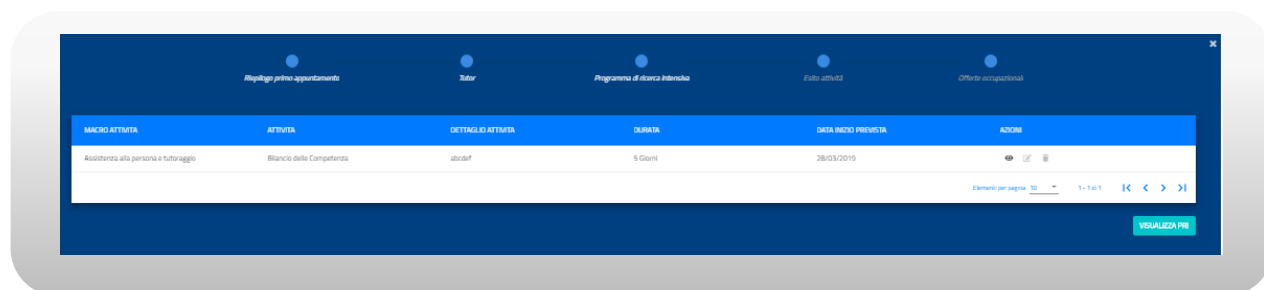 Riepilogo primo appuntamento Tutor Programma di ricerca intensiva Esito attività Offerte occupazionali
MACRO ATTIVITA ATTIVITA DETTAGLIO ATTIVITA DURATA DATA INIZIO PREVISTA AZIONI
Assistenza alla persona e tutoraggio Bilancio delle Competenza abcdef 5 Giorni 28/03/2019
Elementi per pagina 10 1 - 1 di 1
VISUALIZZA PRI